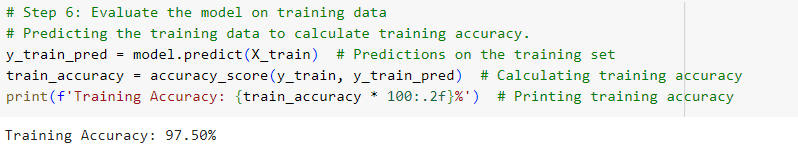 # Step 6: Evaluate the model on training data
# Predicting the training data to calculate training accuracy.
y_train_pred = model.predict(X_train)  # Predictions on the training set
train_accuracy = accuracy_score(y_train, y_train_pred)  # Calculating training accuracy
print(f'Training Accuracy: {train_accuracy * 100:.2f}%')  # Printing training accuracy
Training Accuracy: 97.50%